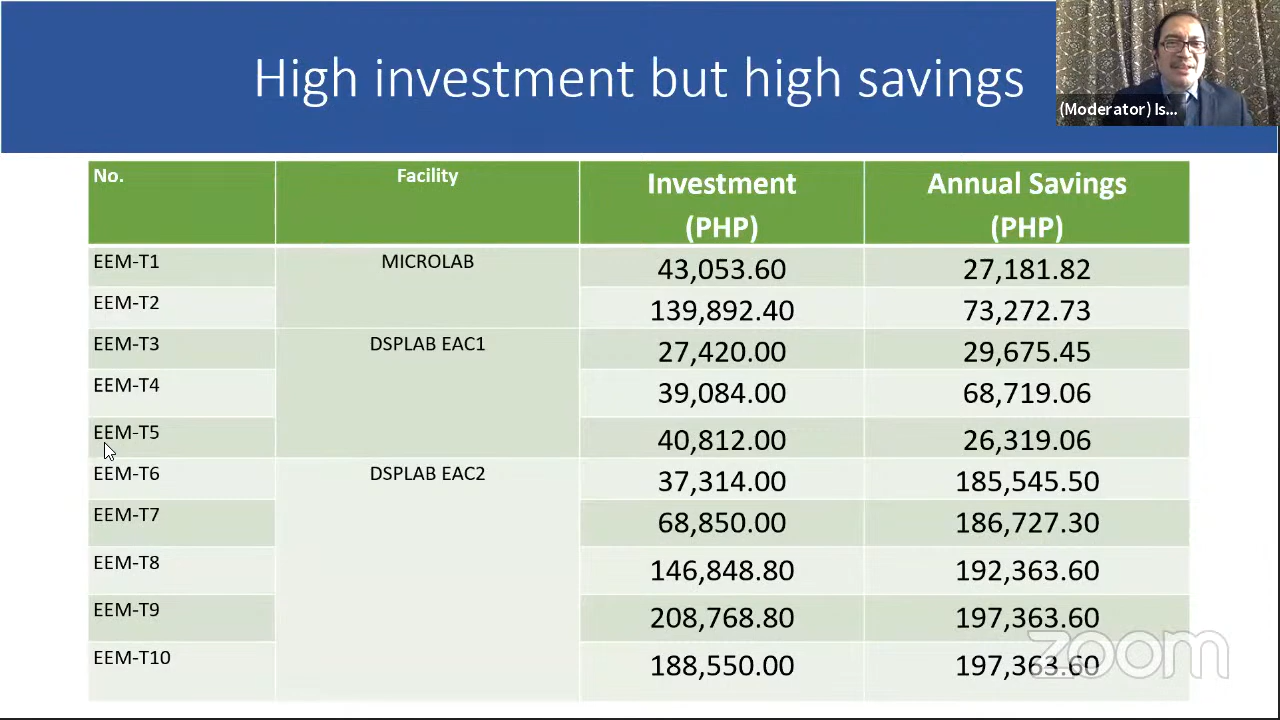 High investment but high savings
(Moderator) Is...
No. Facility Investment (PHP) Annual Savings (PHP)
EEM-T1 MICROLAB 43,053.60 27,181.82
EEM-T2 139,892.40 73,272.73
EEM-T3 DSPLAB EAC1 27,420.00 29,675.45
EEM-T4 39,084.00 68,719.06
EEM-T5 40,812.00 26,319.06
EEM-T6 DSPLAB EAC2 37,314.00 185,545.50
EEM-T7 68,850.00 186,727.30
EEM-T8 146,848.80 192,363.60
EEM-T9 208,768.80 197,363.60
EEM-T10 188,550.00 197,363.60
zoom